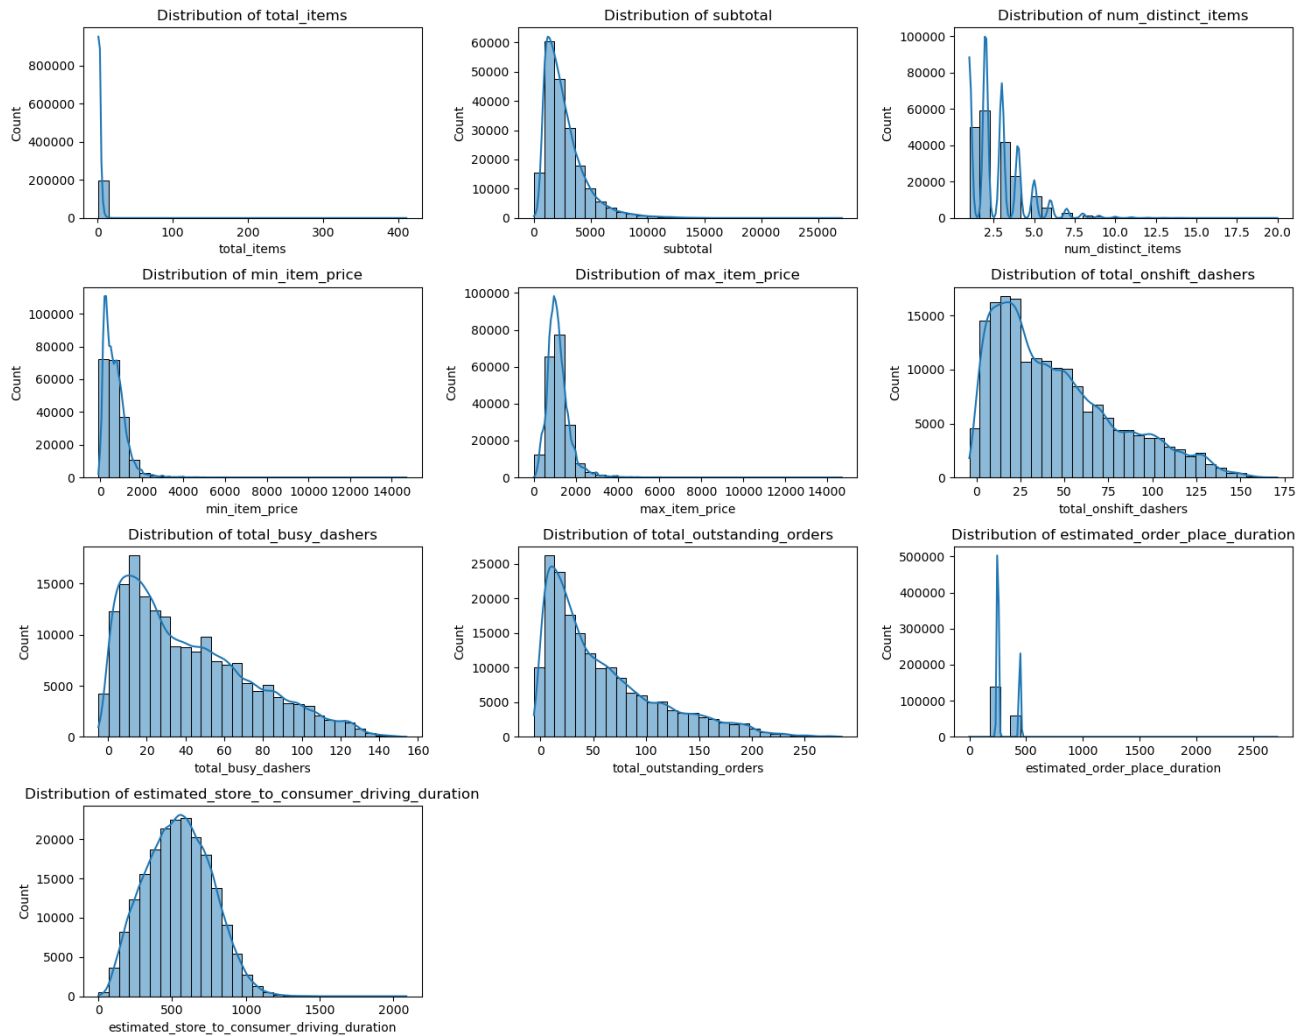 Distribution of total_items
Count
800000
600000
400000
200000
0
0 100 200 300 400
total_items
Distribution of subtotal
Count
60000
50000
40000
30000
20000
10000
0
0 5000 10000 15000 20000 25000
subtotal
Distribution of num_distinct_items
Count
100000
80000
60000
40000
20000
0
2.5 5.0 7.5 10.0 12.5 15.0 17.5 20.0
num_distinct_items
Distribution of min_item_price
Count
100000
80000
60000
40000
20000
0
0 2000 4000 6000 8000 10000 12000 14000
min_item_price
Distribution of max_item_price
Count
100000
80000
60000
40000
20000
0
0 2000 4000 6000 8000 10000 12000 14000
max_item_price
Distribution of total_onshift_dashers
Count
15000
10000
5000
0
0 25 50 75 100 125 150 175
total_onshift_dashers
Distribution of total_busy_dashers
Count
15000
10000
5000
0
0 20 40 60 80 100 120 140 160
total_busy_dashers
Distribution of total_outstanding_orders
Count
25000
20000
15000
10000
5000
0
0 50 100 150 200 250
total_outstanding_orders
Distribution of estimated_order_place_duration
Count
500000
400000
300000
200000
100000
0
0 500 1000 1500 2000 2500
estimated_order_place_duration
Distribution of estimated_store_to_consumer_driving_duration
Count
20000
15000
10000
5000
0
0 500 1000 1500 2000
estimated_store_to_consumer_driving_duration